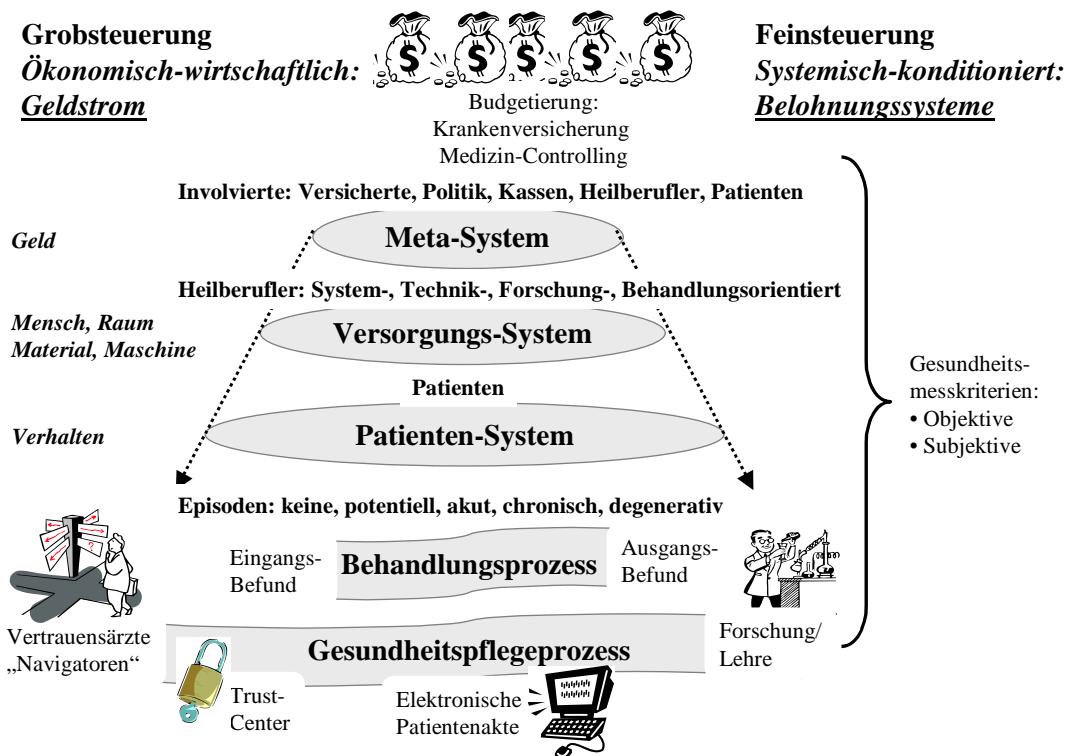 Grobsteuerung
Ökonomisch-wirtschaftlich:
Geldstrom
$ $ $ $ $
Budgetierung:
Krankenversicherung
Medizin-Controlling
Feinsteuerung
Systemisch-konditioniert:
Belohnungssysteme
Involvierte: Versicherte, Politik, Kassen, Heilberufler, Patienten
Geld
Meta-System
Heilberufler: System-, Technik-, Forschung-, Behandlungsorientiert
Mensch, Raum
Material, Maschine
Versorgungs-System
Patienten
Verhalten
Patienten-System
Gesundheits-
messkriterien:
• Objektive
• Subjektive
Episoden: keine, potentiell, akut, chronisch, degenerativ
?
Eingangs-
Befund
Behandlungsprozess
Ausgangs-
Befund
Vertrauensärzte
„Navigatoren“
Gesundheitspflegeprozess
Forschung/
Lehre
Trust-
Center
Elektronische
Patientenakte